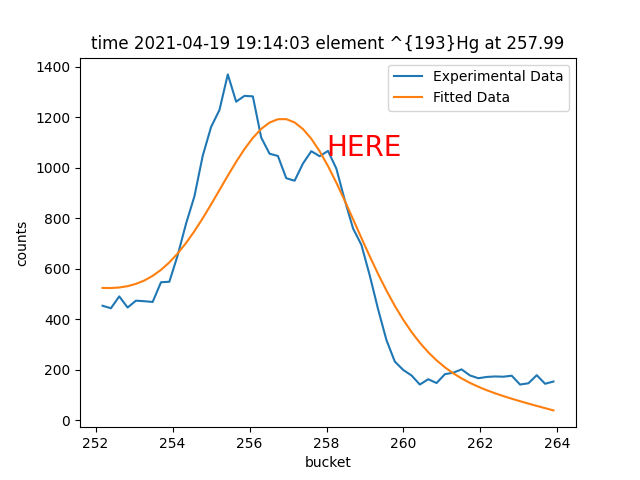 time 2021-04-19 19:14:03 element ^{193}Hg at 257.99
Experimental Data
Fitted Data
HERE
counts
1400
1200
1000
800
600
400
200
0
252 254 256 258 260 262 264
bucket